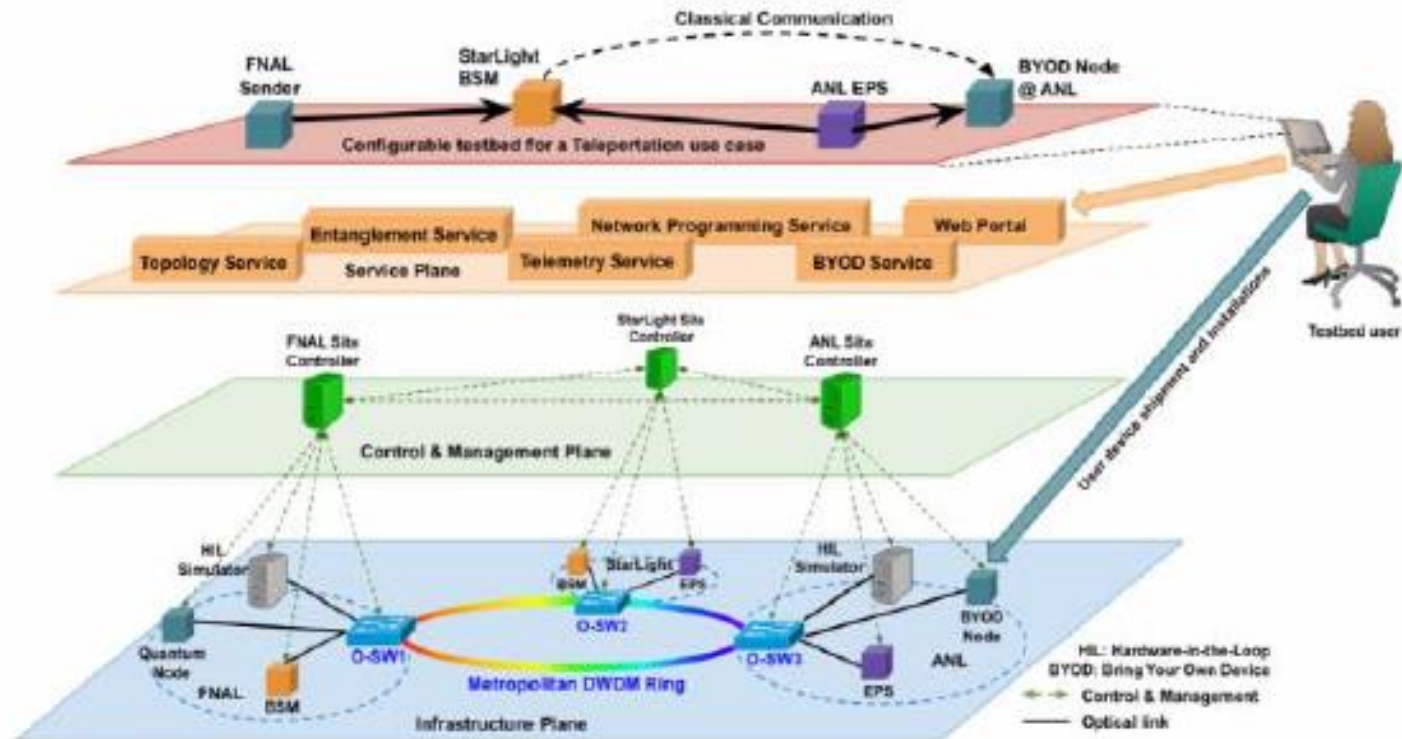 Classical Communication
FNAL
Sender
StarLight
BSM
ANL EPS
BYOD Node
@ ANL
Configurable testbed for a Telepertation use case
Entanglement Service
Network Programming Service
Web Portal
Topology Service
Service Plane
Telemetry Service
BYOD Service
Testbed user
User device shipment and Installations
FNAL Site
Controller
StarLight Site
Controller
ANL Site
Controller
Control & Management Plane
HIL
Simulator
BSM
StarLight
EPS
HIL
Simulator
Quantum
Node
O-SW1
O-SW2
O-SW3
BYOD
Node
FNAL
BSM
Metropolitan DWDM Ring
EPS
ANL
Infrastructure Plane
HIL: Hardware-in-the-Loop
BYOD: Bring Your Own Device
Control & Management
Optical link